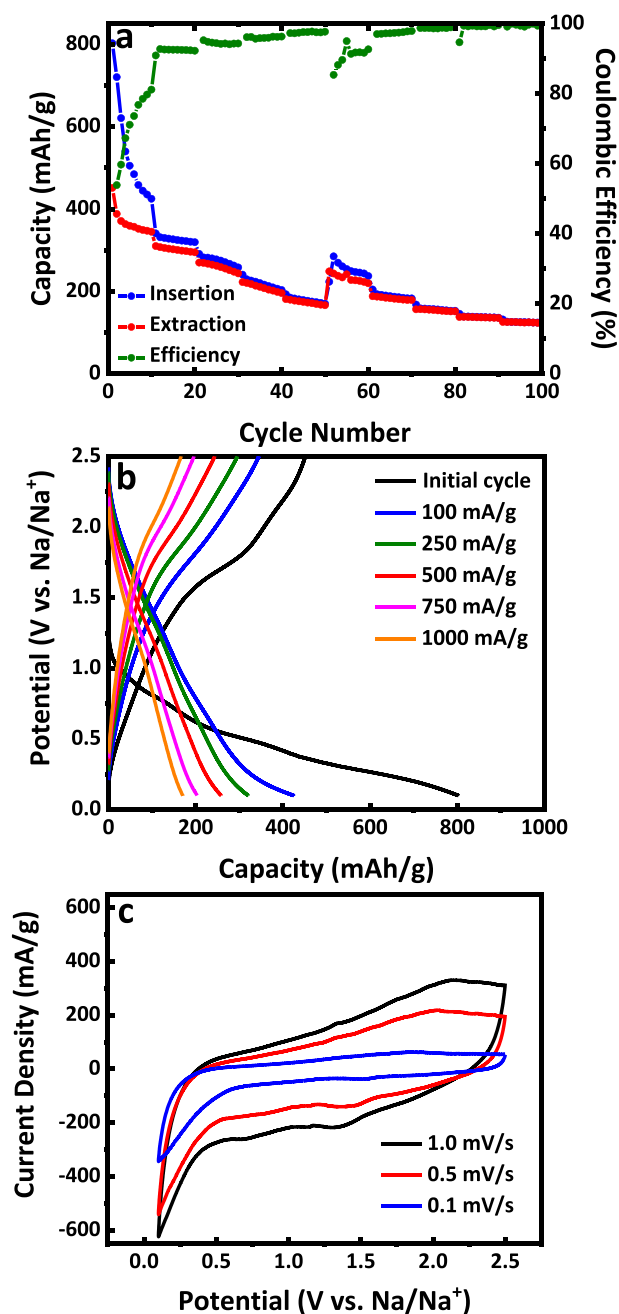 a
800
600
400
200
0
Capacity (mAh/g)
100
80
60
40
20
0
Coulombic Efficiency (%)
Insertion
Extraction
Efficiency
0 20 40 60 80 100
Cycle Number
b
2.5
2.0
1.5
1.0
0.5
0.0
Potential (V vs. Na/Na⁺)
Initial cycle
100 mA/g
250 mA/g
500 mA/g
750 mA/g
1000 mA/g
0 200 400 600 800 1000
Capacity (mAh/g)
c
600
400
200
0
-200
-400
-600
Current Density (mA/g)
1.0 mV/s
0.5 mV/s
0.1 mV/s
0.0 0.5 1.0 1.5 2.0 2.5
Potential (V vs. Na/Na⁺)